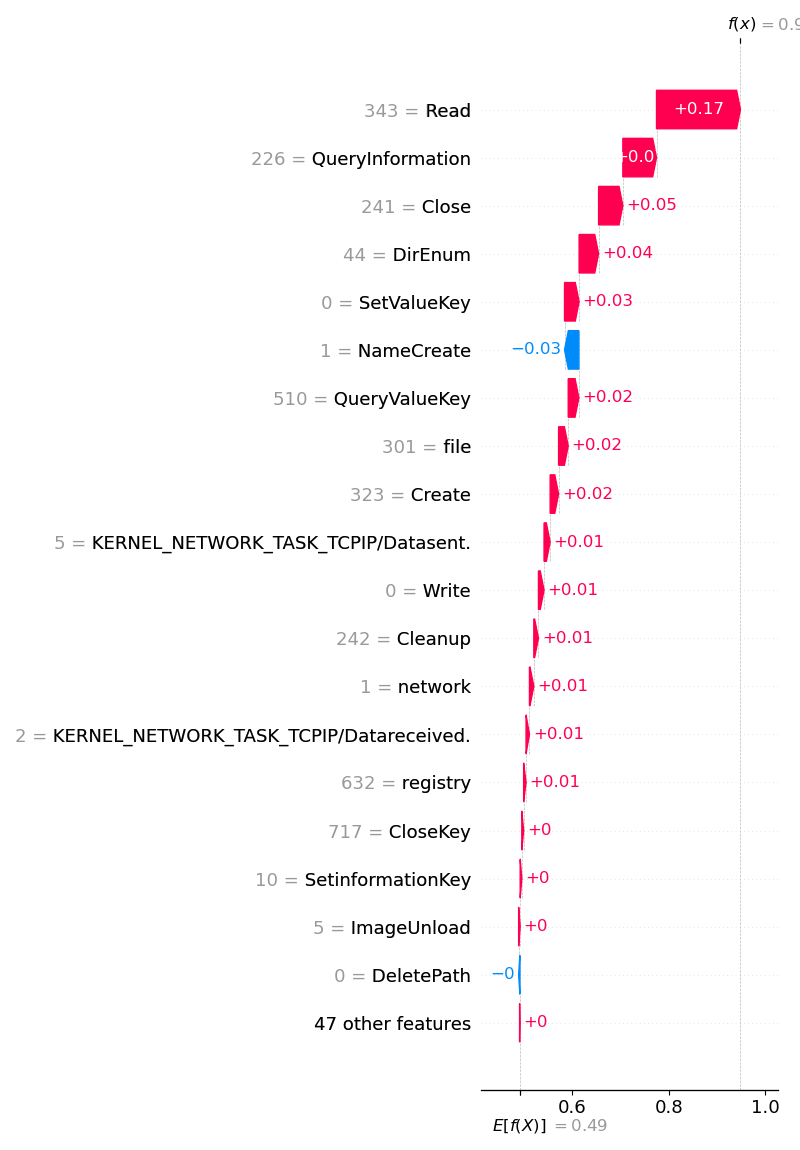 f(x) = 0.9
343 = Read +0.17
226 = QueryInformation +0.0
241 = Close +0.05
44 = DirEnum +0.04
0 = SetValueKey +0.03
1 = NameCreate −0.03
510 = QueryValueKey +0.02
301 = file +0.02
323 = Create +0.02
5 = KERNEL_NETWORK_TASK_TCPIP/Datasent. +0.01
0 = Write +0.01
242 = Cleanup +0.01
1 = network +0.01
2 = KERNEL_NETWORK_TASK_TCPIP/Datareceived. +0.01
632 = registry +0.01
717 = CloseKey +0
10 = SetinformationKey +0
5 = ImageUnload +0
0 = DeletePath −0
47 other features +0
0.6 0.8 1.0
E[f(X)] = 0.49